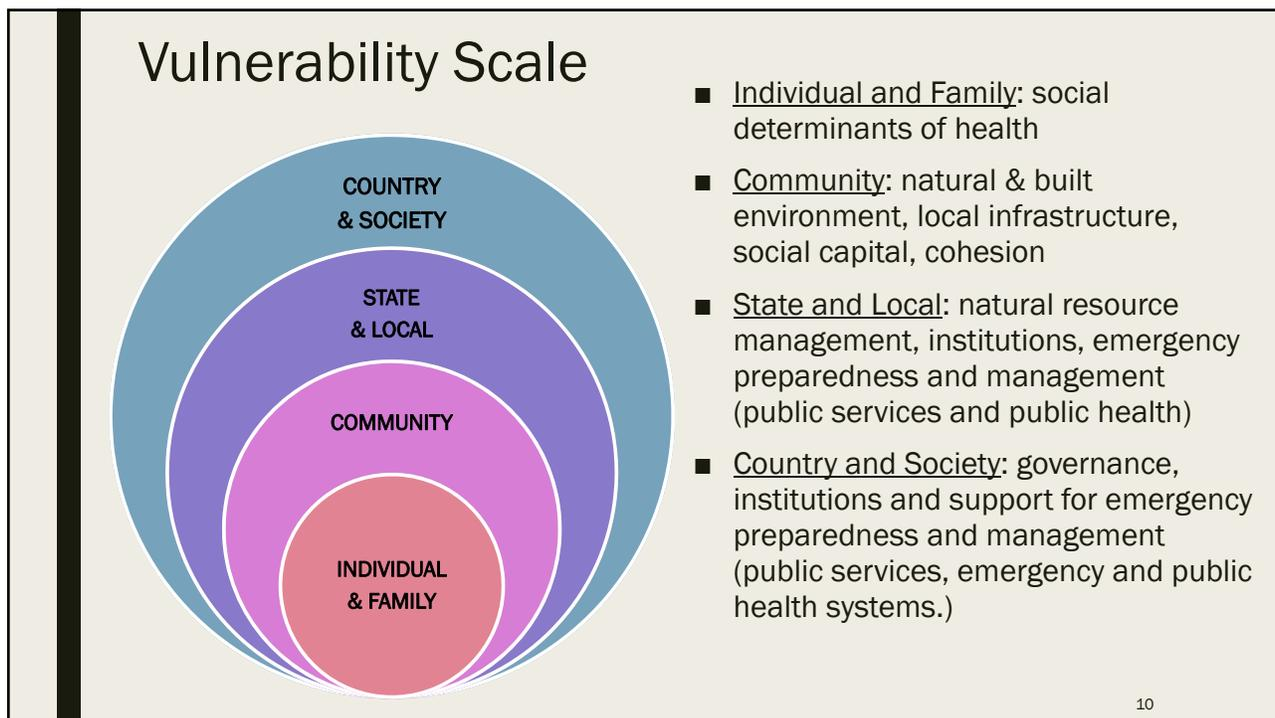 Vulnerability Scale
COUNTRY
& SOCIETY
STATE
& LOCAL
COMMUNITY
INDIVIDUAL
& FAMILY
■ Individual and Family: social
determinants of health
■ Community: natural & built
environment, local infrastructure,
social capital, cohesion
■ State and Local: natural resource
management, institutions, emergency
preparedness and management
(public services and public health)
■ Country and Society: governance,
institutions and support for emergency
preparedness and management
(public services, emergency and public
health systems.)
10